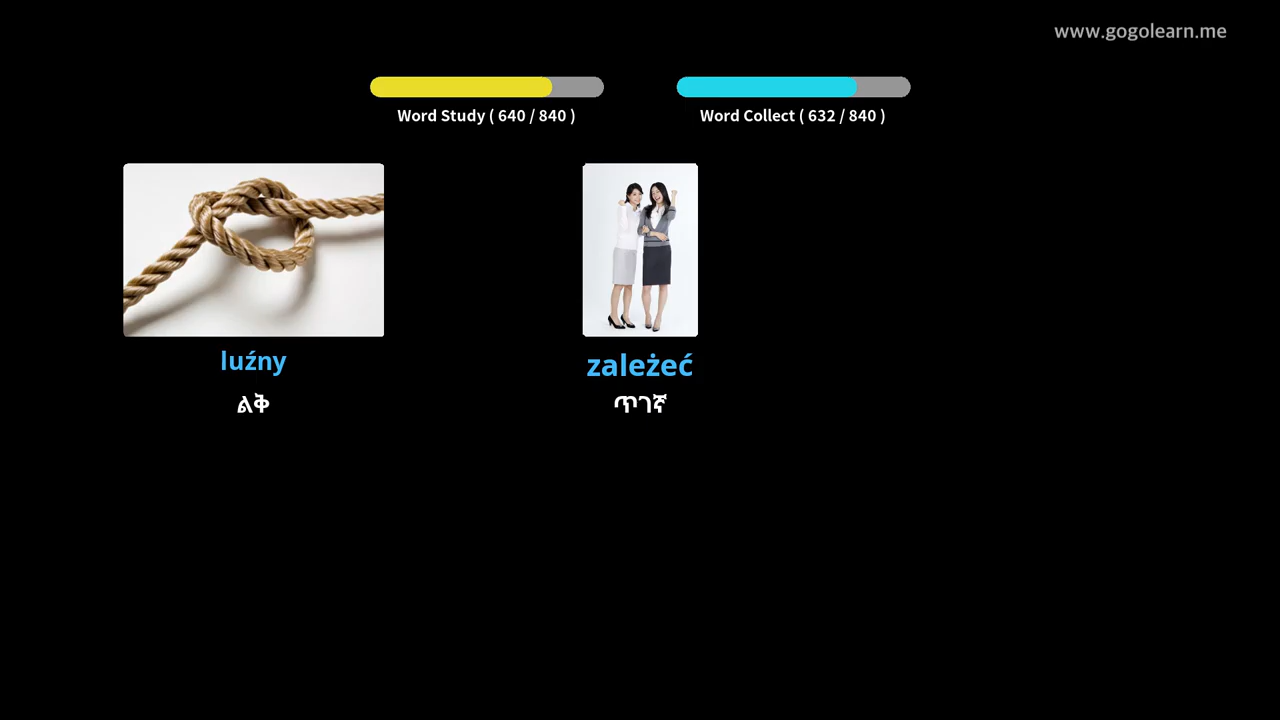 www.gogolearn.me
Word Study ( 640 / 840 )
Word Collect ( 632 / 840 )
luźny
ልቅ
zależeć
ጥገኛ